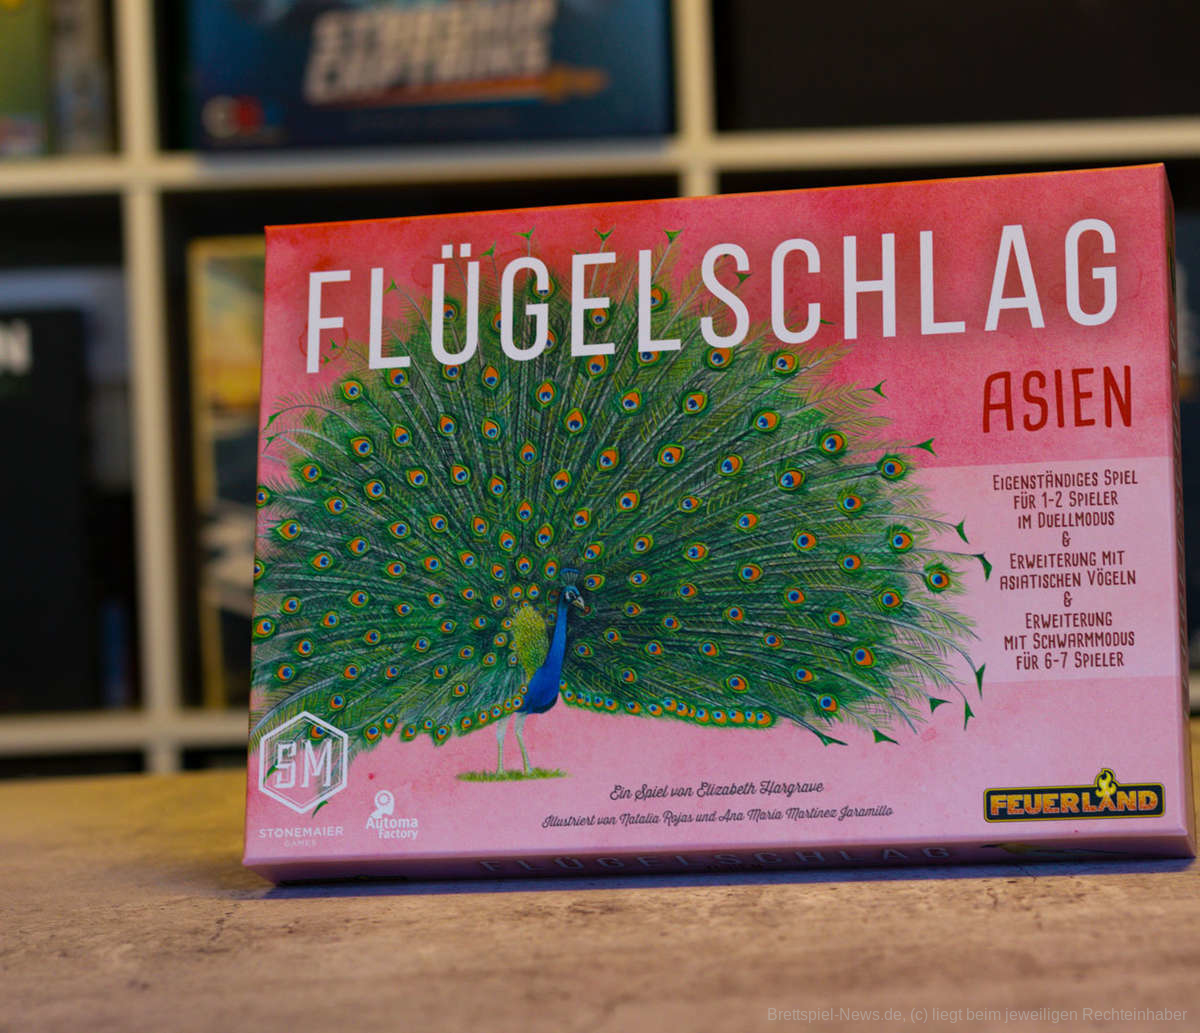 STARSHIP
CAPTAINS
N
FLÜGELSCHLAG
ASIEN
EIGENSTÄNDIGES SPIEL
FÜR 1-2 SPIELER
IM DUELLMODUS
&
ERWEITERUNG MIT
ASIATISCHEN VÖGELN
&
ERWEITERUNG
MIT SCHWARMMODUS
FÜR 6-7 SPIELER
SM
STONEMAIER
GAMES
Automa
Factory
Ein Spiel von Elizabeth Hargrave
Illustriert von Natalia Rojas und Ana Maria Martinez Jaramillo
FEUERLAND
FLÜGELSCHLAG
Brettspiel-News.de, (c) liegt beim jeweiligen Rechteinhaber